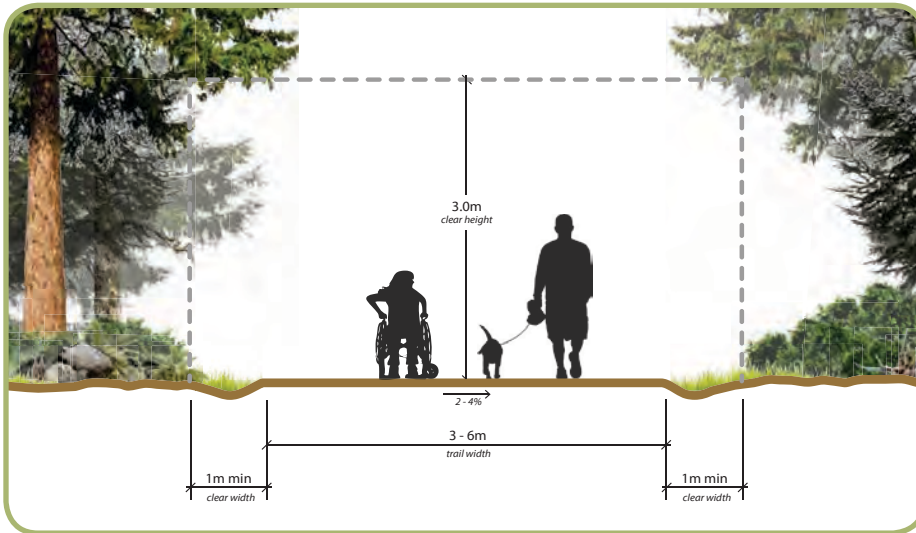 3.0m
clear height
2 - 4%
3 - 6m
trail width
1m min
clear width
1m min
clear width